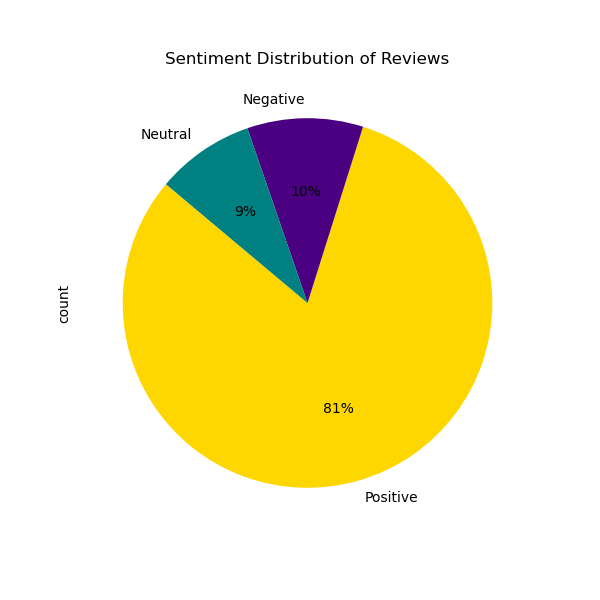 Sentiment Distribution of Reviews
Negative
Neutral
10%
9%
count
81%
Positive